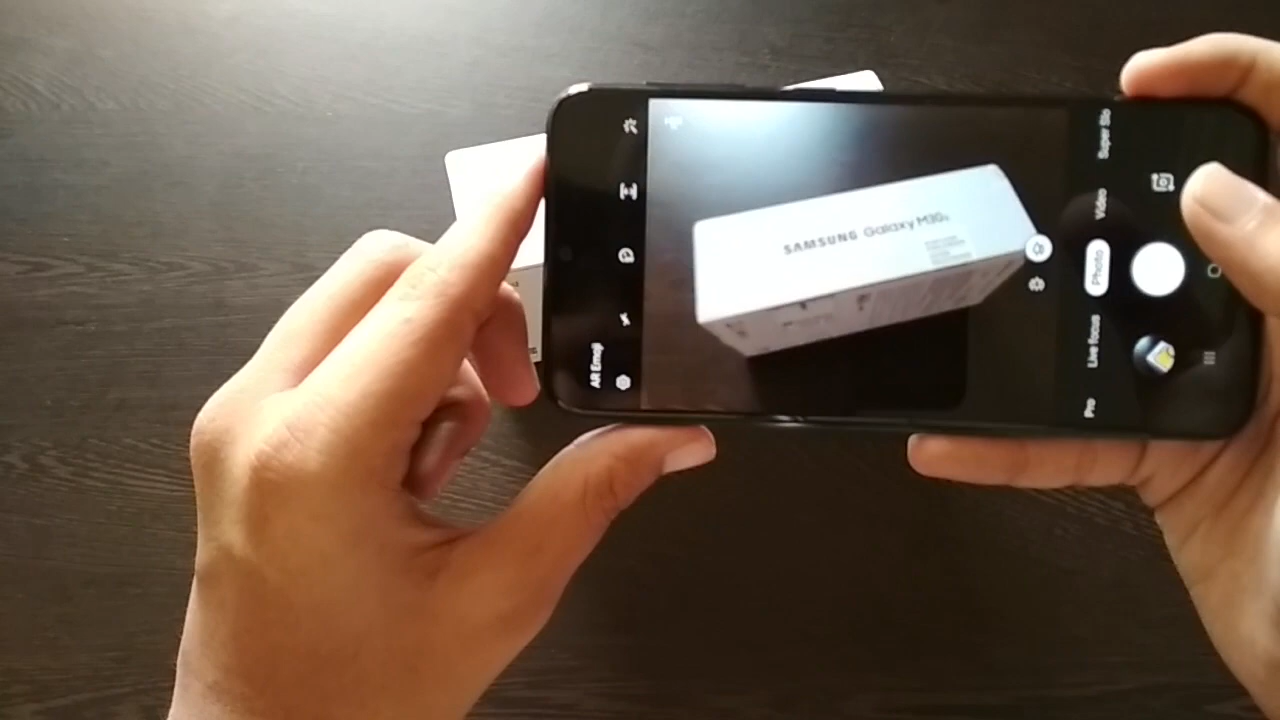 SAMSUNG Galaxy M30s
Super Slo
Video
Photo
Live focus
Pro
AR Emoji